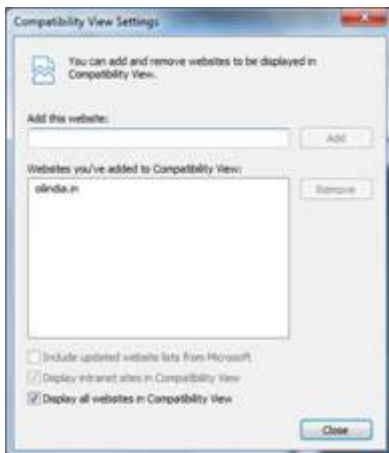 Compatibility View Settings
You can add and remove websites to be displayed in
Compatibility View.
Add this website:
Add
Websites you've added to Compatibility View:
oilindia.in
Remove
Include updated website lists from Microsoft
Display intranet sites in Compatibility View
Display all websites in Compatibility View
Close